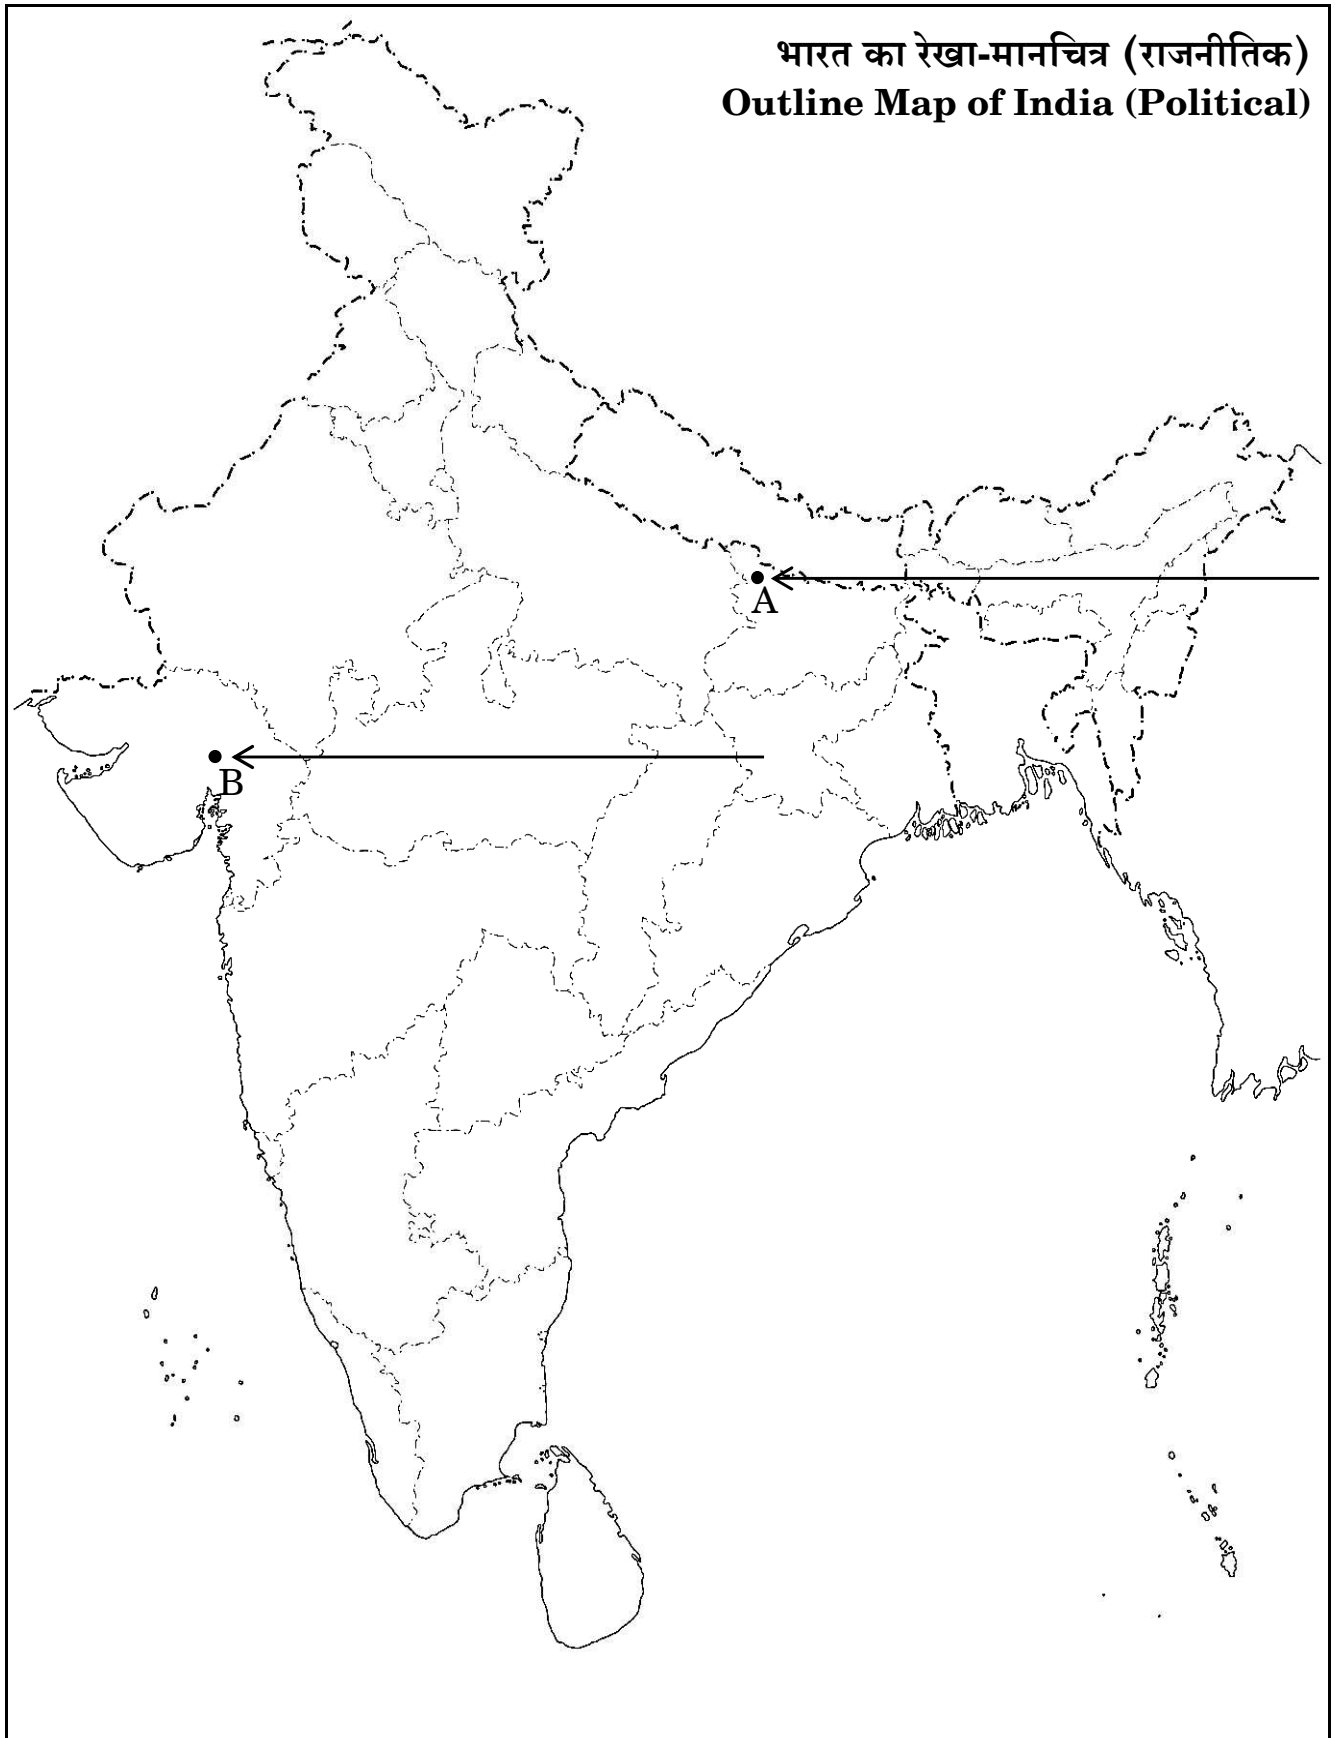 भारत का रेखा-मानचित्र (राजनीतिक)
Outline Map of India (Political)
A
B